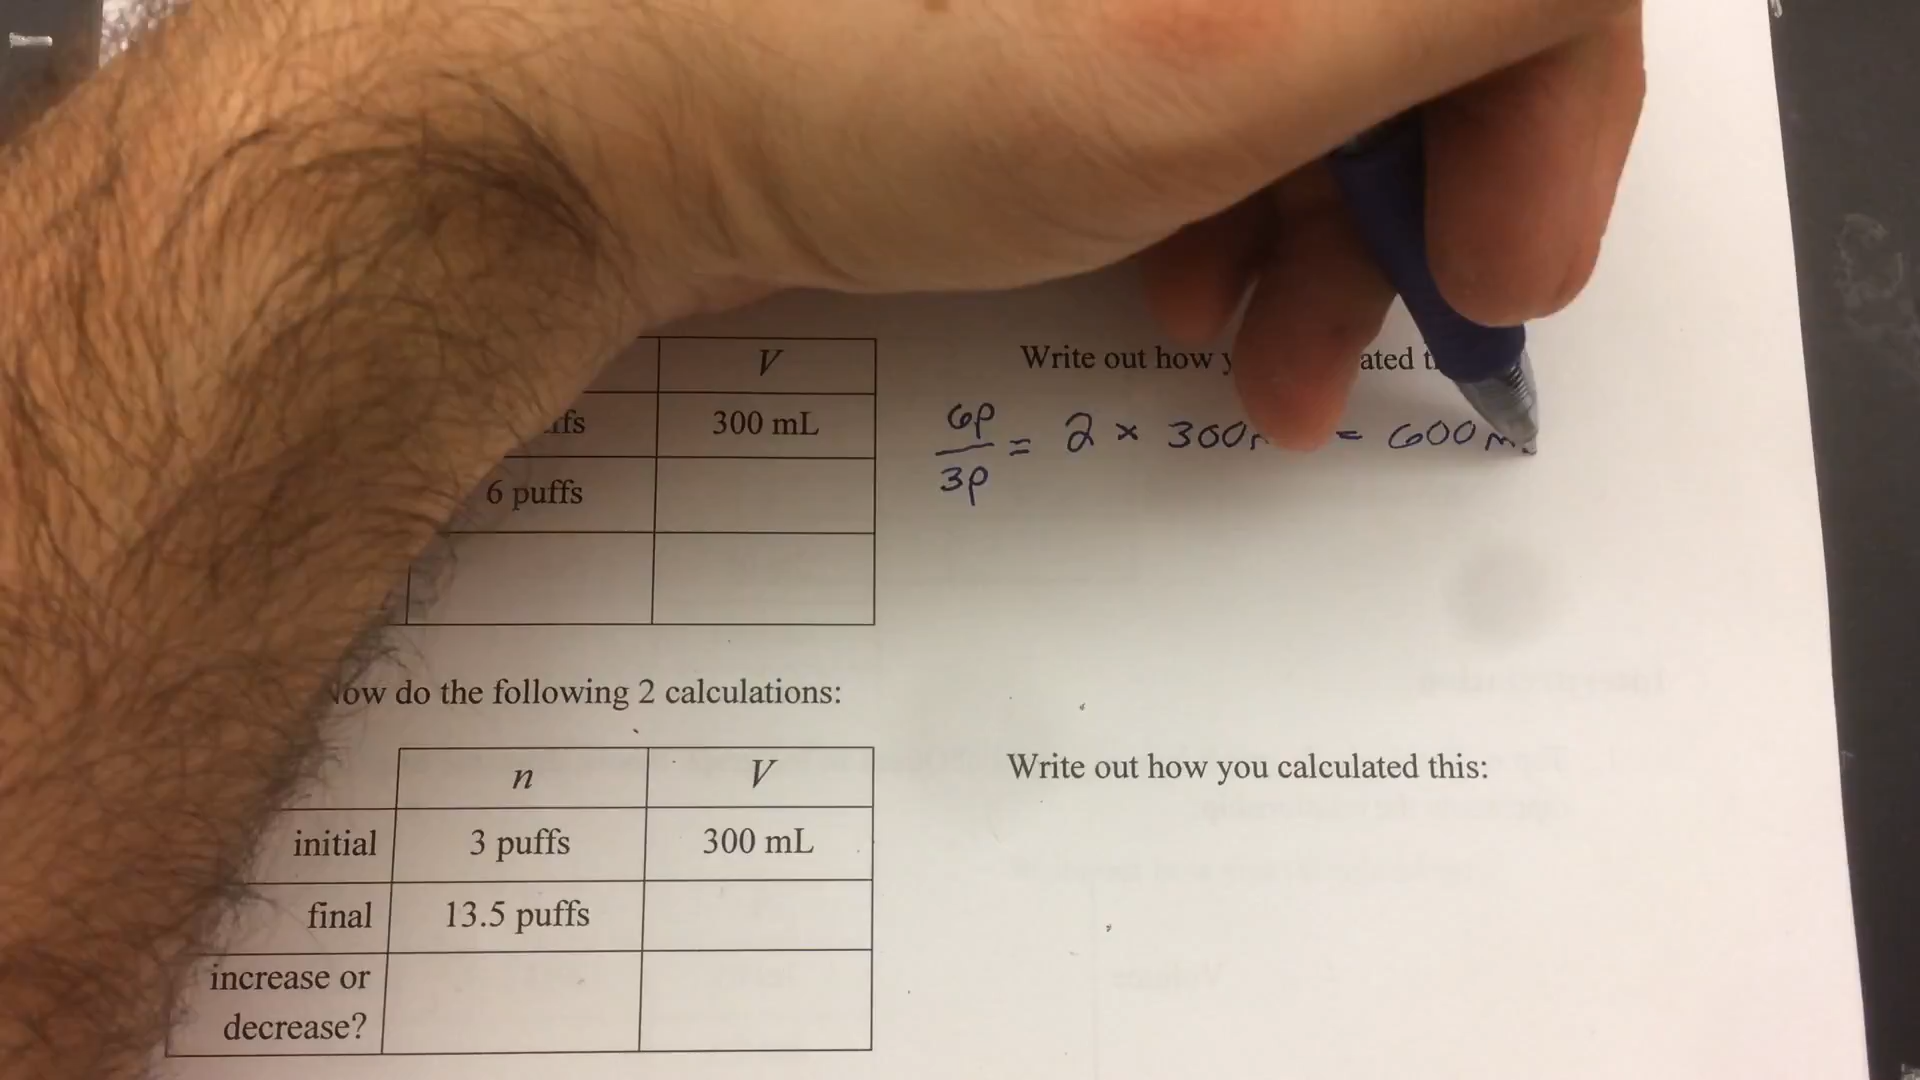 V
Write out how
300 mL
6p = 2 × 300 = 600 m
3p
6 puffs
Now do the following 2 calculations:
n V
Write out how you calculated this:
initial 3 puffs 300 mL
final 13.5 puffs
increase or
decrease?